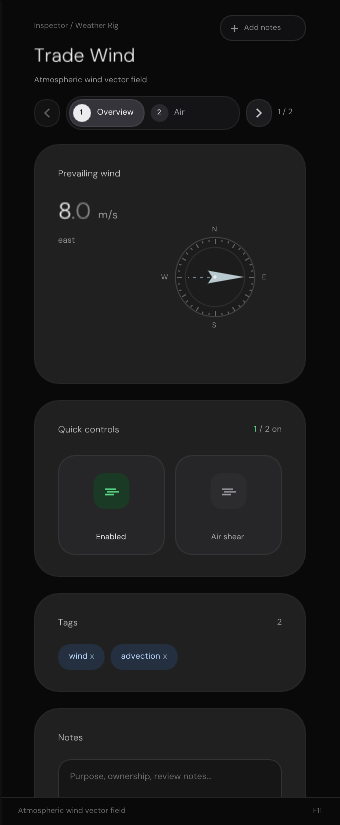 Inspector / Weather Rig
+ Add notes
Trade Wind
Atmospheric wind vector field
1 Overview 2 Air
1 / 2
Prevailing wind
8.0 m/s
east
N
W E
S
Quick controls
1 / 2 on
Enabled
Air shear
Tags
2
wind x advection x
Notes
Purpose, ownership, review notes...
Atmospheric wind vector field